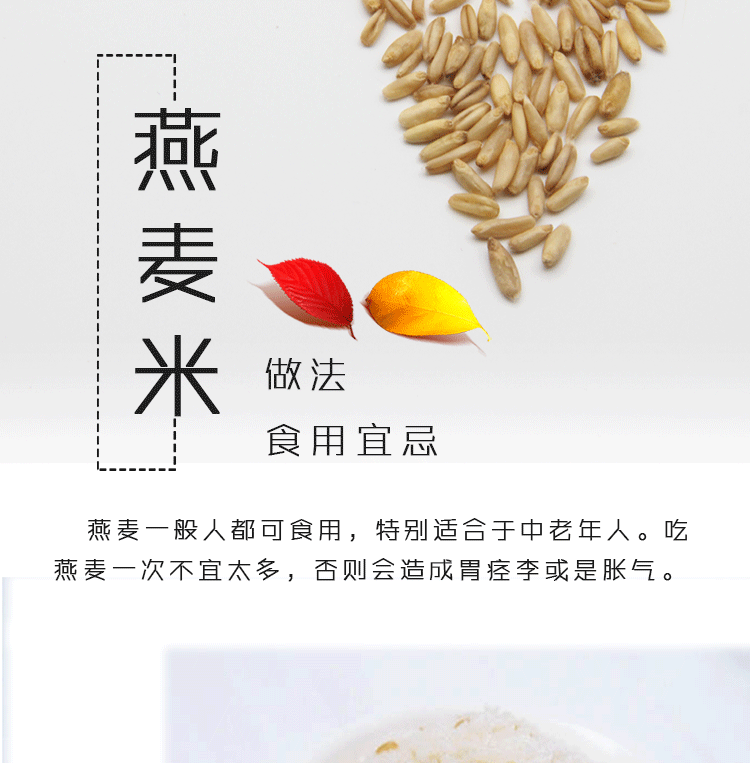 燕麦米
做法
食用宜忌
燕麦一般人都可食用，特别适合于中老年人。吃
燕麦一次不宜太多，否则会造成胃痉李或是胀气。